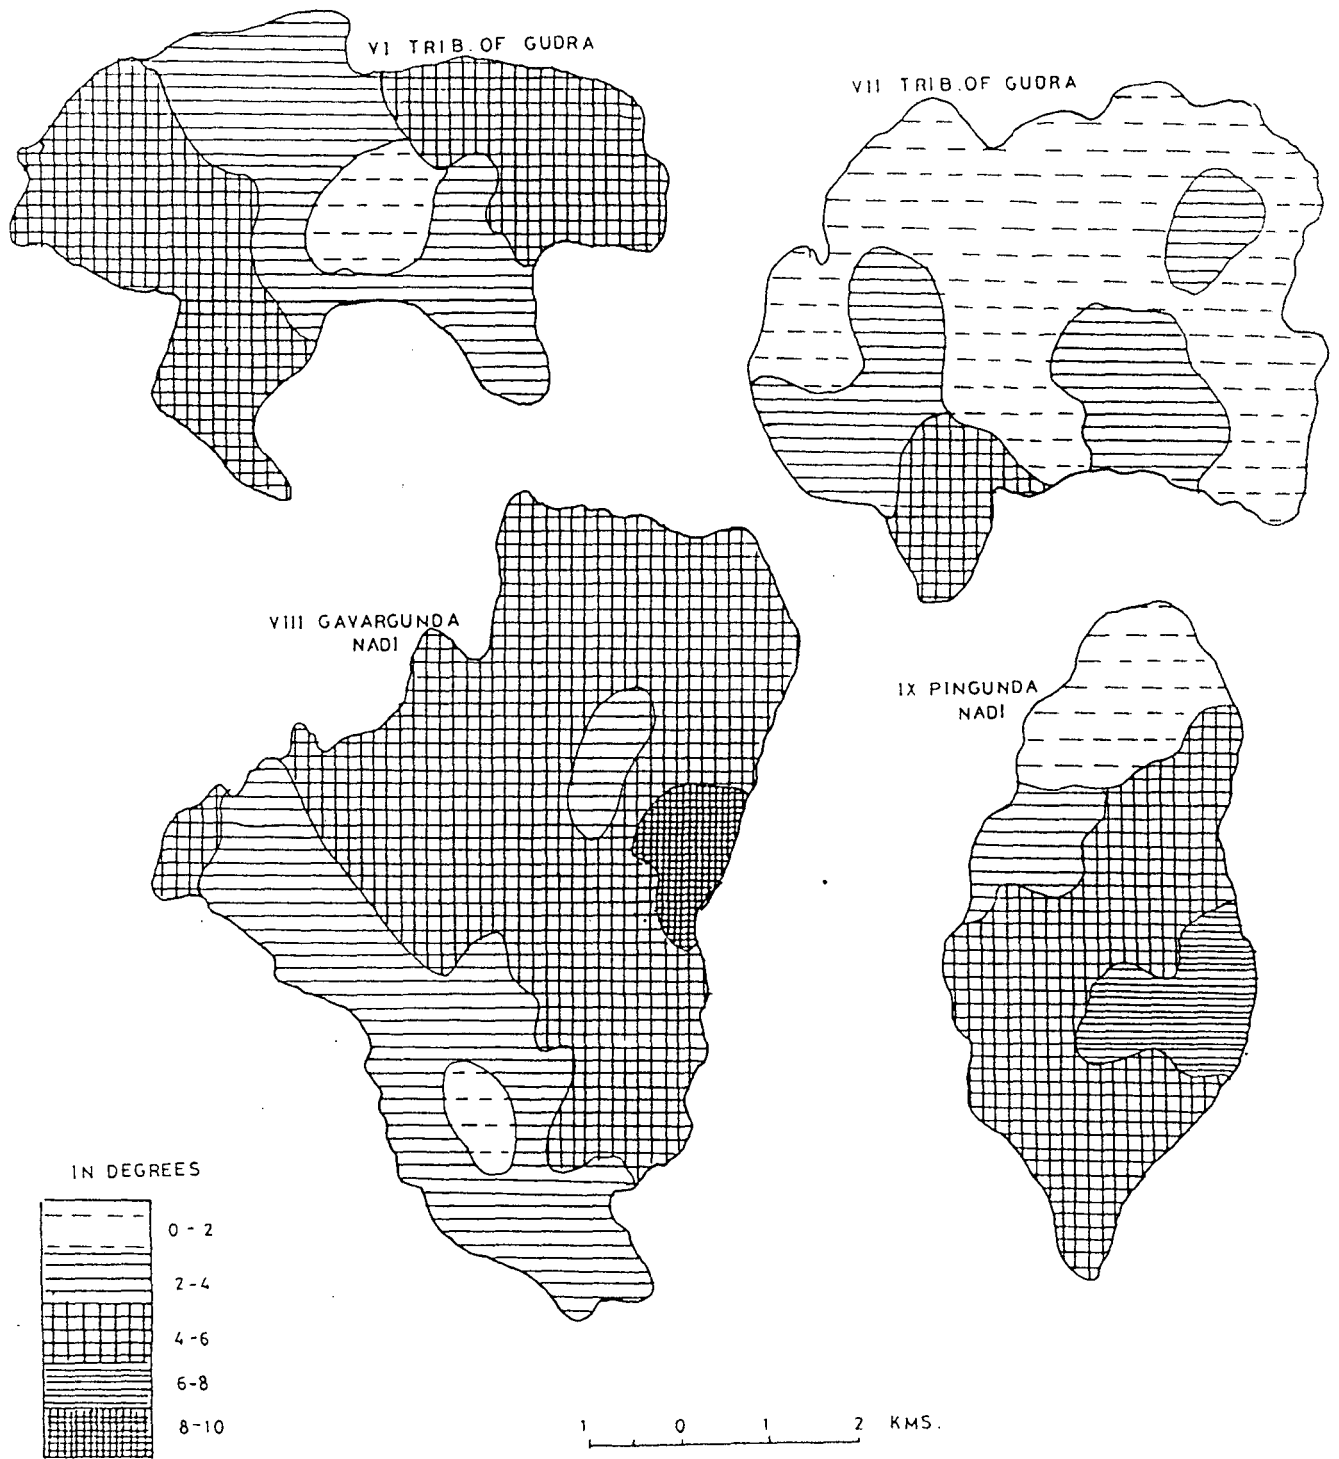 VI TRIB. OF GUDRA
VII TRIB. OF GUDRA
VIII GAVARGUNDA
NADI
IX PINGUNDA
NADI
IN DEGREES
0-2
2-4
4-6
6-8
8-10
1 0 1 2 KMS.